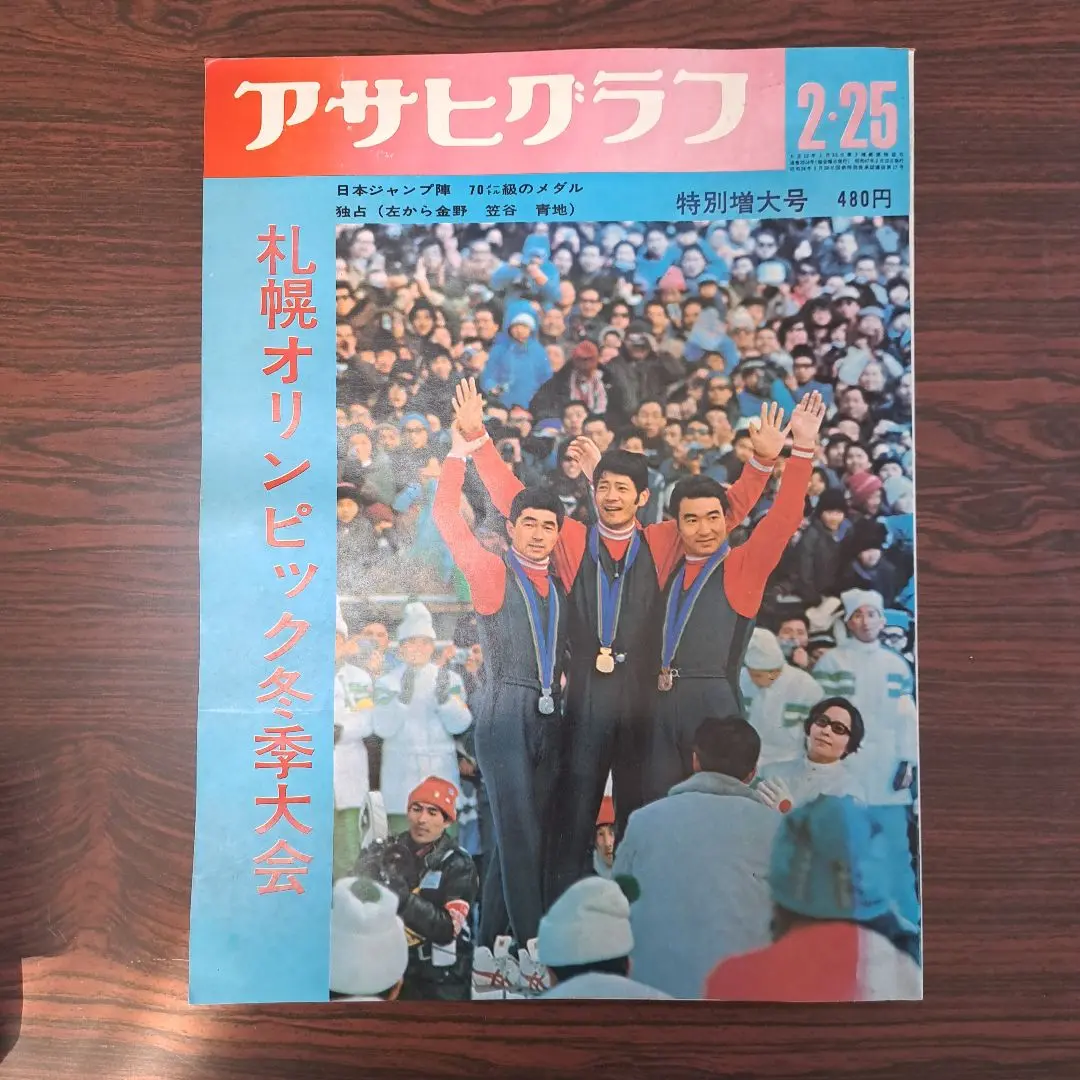 アサヒグラフ
2・25
日本ジャンプ陣 70メートル級のメダル
独占（左から金野 笠谷 青地）
特別増大号 480円
札幌オリンピック冬季大会